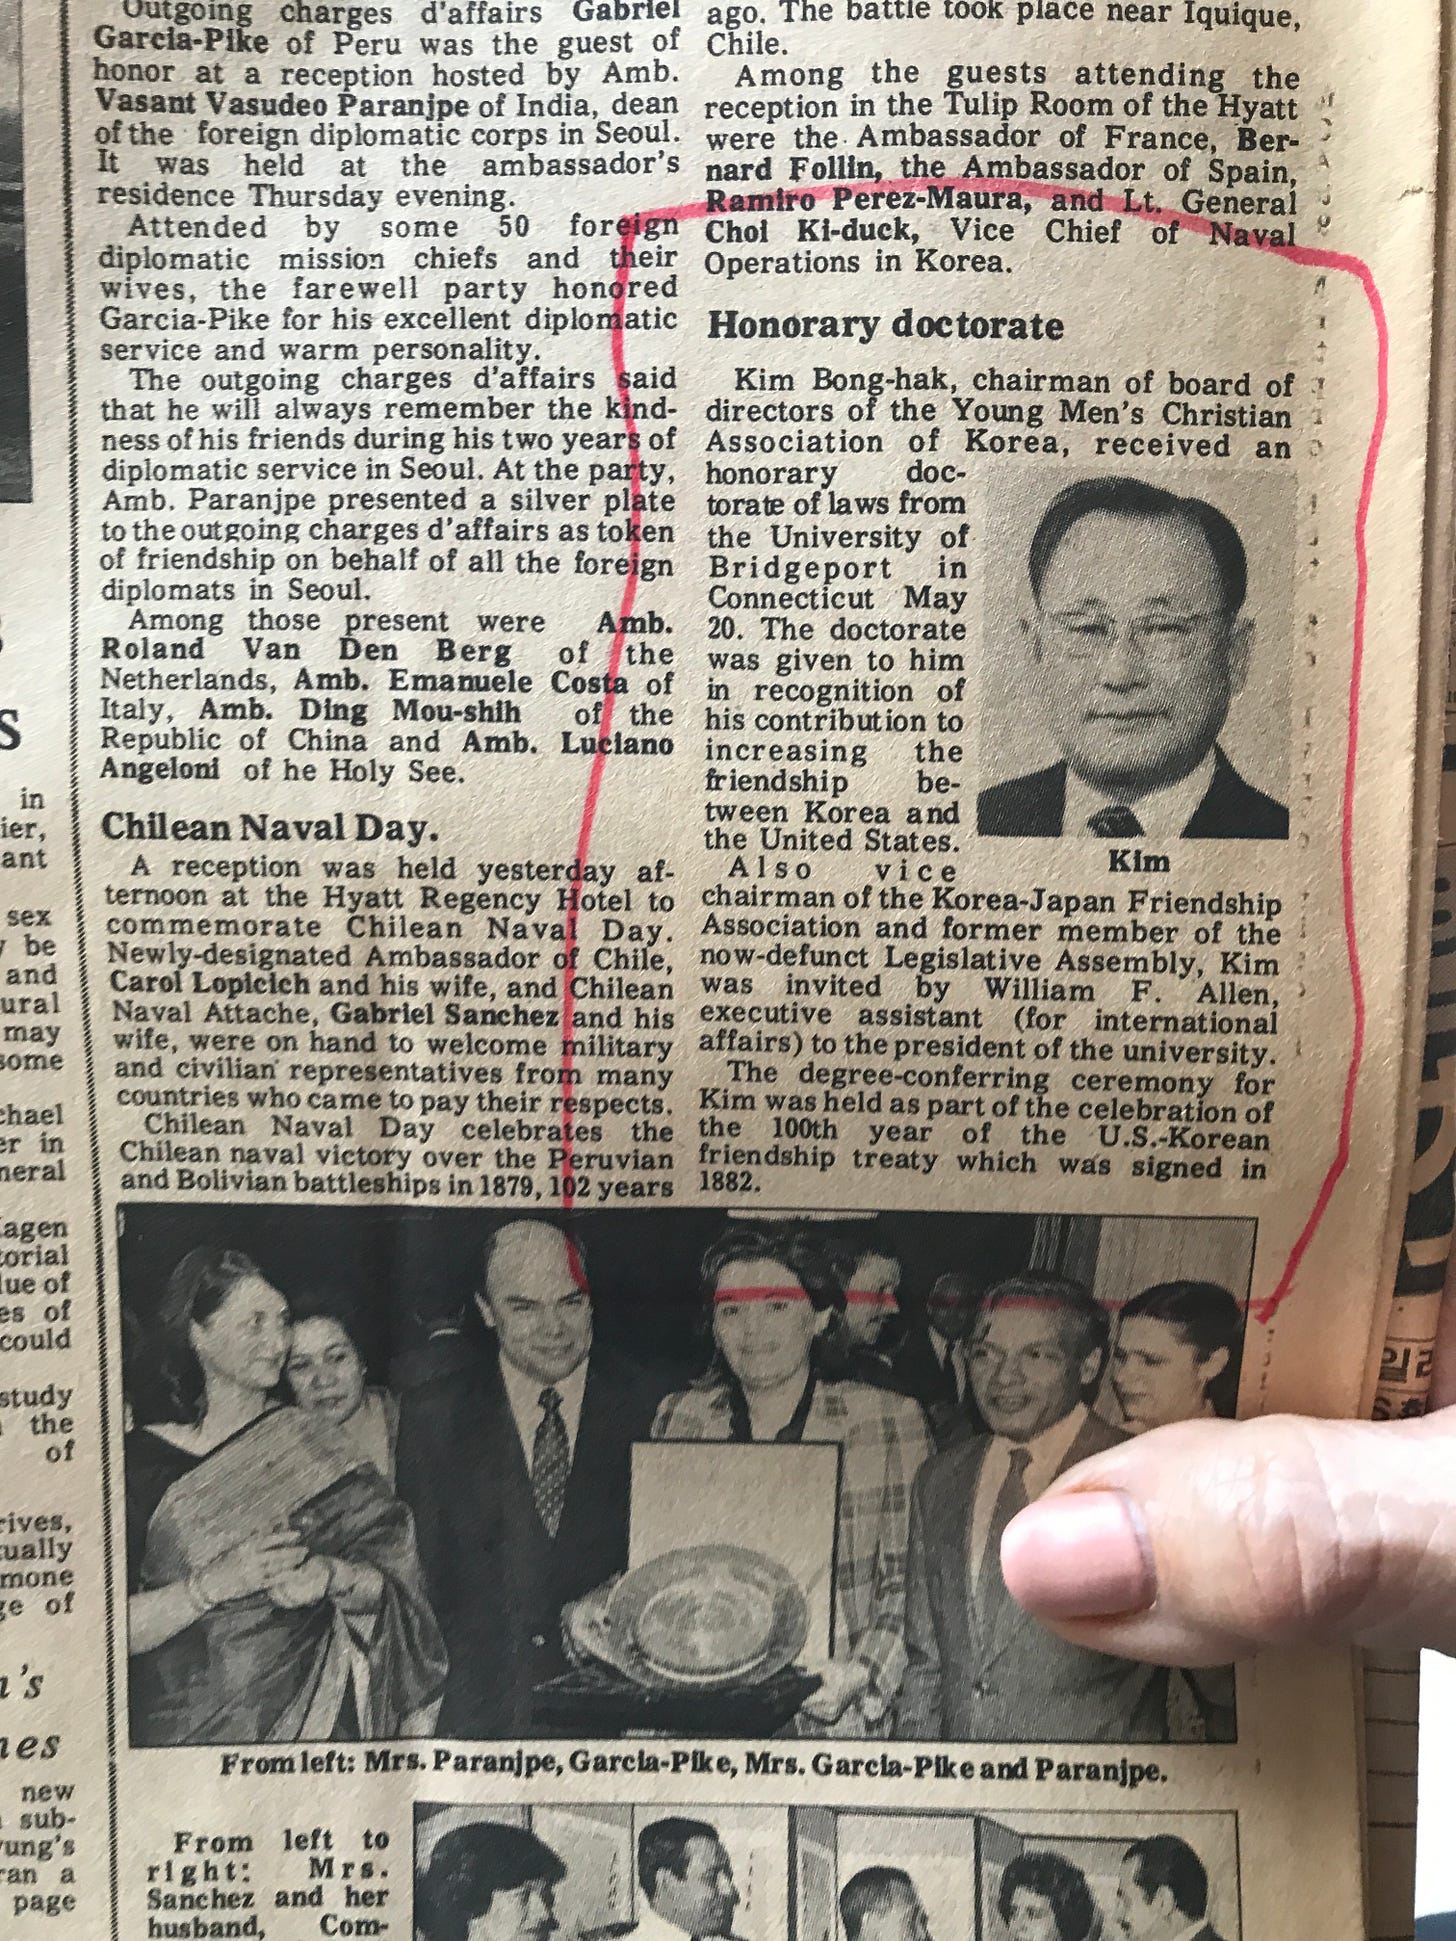 Outgoing charges d'affairs Gabriel
Garcia-Pike of Peru was the guest of
honor at a reception hosted by Amb.
Vasant Vasudeo Paranjpe of India, dean
of the foreign diplomatic corps in Seoul.
It was held at the ambassador's
residence Thursday evening.
Attended by some 50 foreign
diplomatic mission chiefs and their
wives, the farewell party honored
Garcia-Pike for his excellent diplomatic
service and warm personality.
The outgoing charges d'affairs said
that he will always remember the kind-
ness of his friends during his two years of
diplomatic service in Seoul. At the party,
Amb. Paranjpe presented a silver plate
to the outgoing charges d'affairs as token
of friendship on behalf of all the foreign
diplomats in Seoul.
Among those present were Amb.
Roland Van Den Berg of the
Netherlands, Amb. Emanuele Costa of
Italy, Amb. Ding Mou-shih of the
Republic of China and Amb. Luciano
Angeloni of he Holy See.
Chilean Naval Day.
A reception was held yesterday af-
ternoon at the Hyatt Regency Hotel to
commemorate Chilean Naval Day.
Newly-designated Ambassador of Chile,
Carol Lopicich and his wife, and Chilean
Naval Attache, Gabriel Sanchez and his
wife, were on hand to welcome military
and civilian representatives from many
countries who came to pay their respects.
Chilean Naval Day celebrates the
Chilean naval victory over the Peruvian
and Bolivian battleships in 1879, 102 years
ago. The battle took place near Iquique,
Chile.
Among the guests attending the
reception in the Tulip Room of the Hyatt
were the Ambassador of France, Ber-
nard Follin, the Ambassador of Spain,
Ramiro Perez-Maura, and Lt. General
Choi Ki-duck, Vice Chief of Naval
Operations in Korea.
Honorary doctorate
Kim Bong-hak, chairman of board of
directors of the Young Men's Christian
Association of Korea, received an
honorary doc-
torate of laws from
the University of
Bridgeport in
Connecticut May
20. The doctorate
was given to him
in recognition of
his contribution to
increasing the
friendship be-
tween Korea and
the United States.
Kim
Also vice
chairman of the Korea-Japan Friendship
Association and former member of the
now-defunct Legislative Assembly, Kim
was invited by William F. Allen,
executive assistant (for international
affairs) to the president of the university.
The degree-conferring ceremony for
Kim was held as part of the celebration of
the 100th year of the U.S.-Korean
friendship treaty which was signed in
1882.
From left: Mrs. Paranjpe, Garcia-Pike, Mrs. Garcia-Pike and Paranjpe.
From left to
right: Mrs.
Sanchez and her
husband, Com-
in
ant
sex
be
and
may
some
study
the
of
of
new
sub-
ran a
page